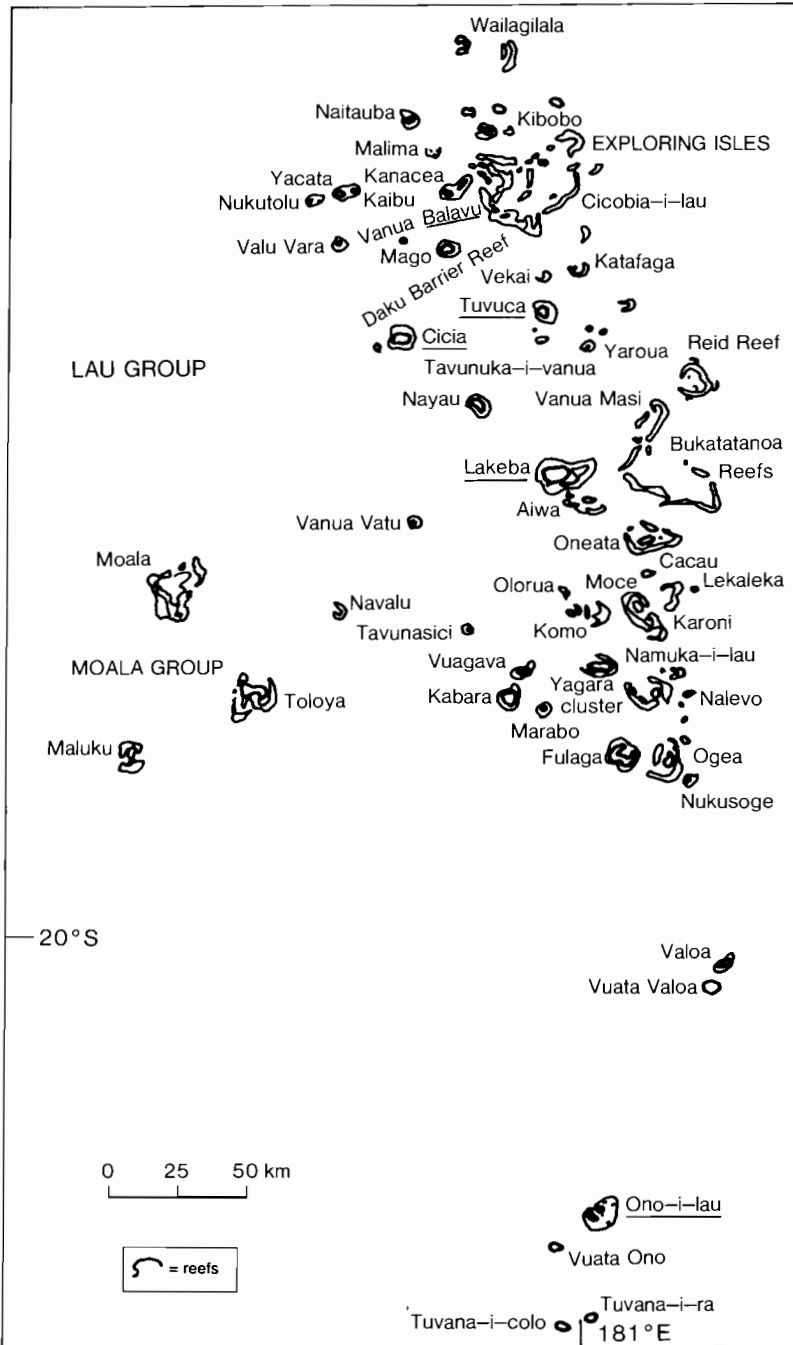 Wailagilala
Naitauba
Kibobo
Malima
EXPLORING ISLES
Yacata
Kanacea
Nukutolu
Kaibu
Cicobia–i–lau
Vanua Balavu
Valu Vara
Mago
Katafaga
Vekai
Daku Barrier Reef
Tuvuca
Cicia
Yaroua
Reid Reef
LAU GROUP
Tavunuka–i–vanua
Nayau
Vanua Masi
Bukatatanoa
Reefs
Lakeba
Aiwa
Vanua Vatu
Oneata
Moala
Cacau
Olorua
Moce
Lekaleka
Navalu
Tavunasici
Komo
Karoni
MOALA GROUP
Vuagava
Namuka–i–lau
Toloya
Kabara
Yagara
cluster
Nalevo
Marabo
Maluku
Fulaga
Ogea
Nukusoge
20°S
Valoa
Vuata Valoa
0 25 50 km
Ono–i–lau
= reefs
Vuata Ono
Tuvana–i–colo
Tuvana–i–ra
181°E